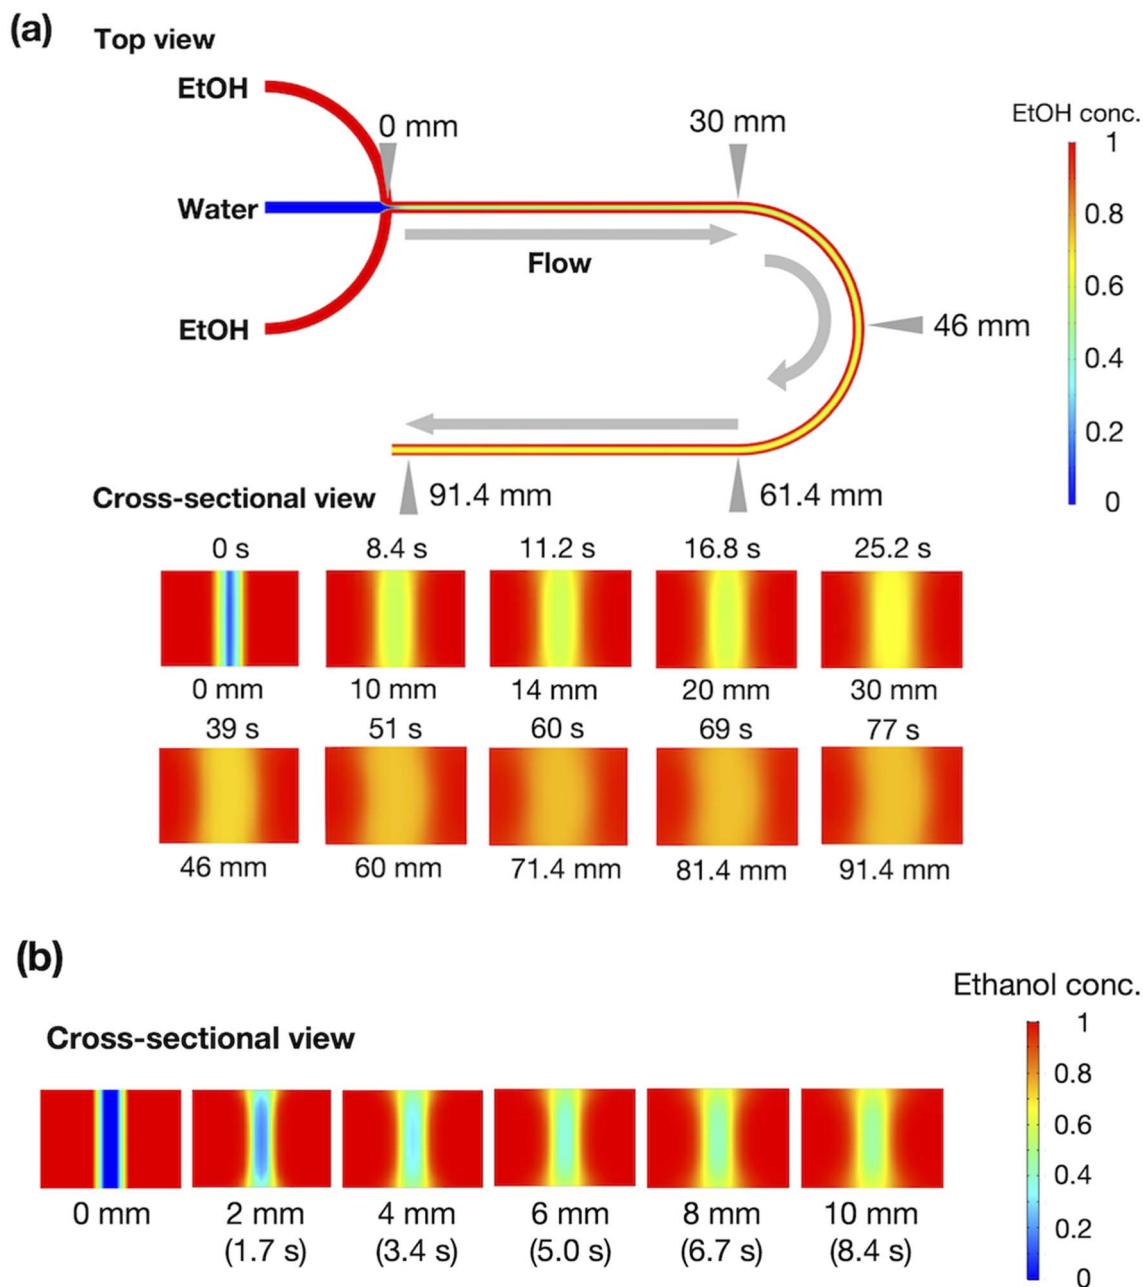 (a)
Top view
EtOH
0 mm
30 mm
EtOH conc.
1
Water
0.8
Flow
0.6
EtOH
46 mm
0.4
0.2
91.4 mm
61.4 mm
0
Cross-sectional view
0 s 8.4 s 11.2 s 16.8 s 25.2 s
0 mm 10 mm 14 mm 20 mm 30 mm
39 s 51 s 60 s 69 s 77 s
46 mm 60 mm 71.4 mm 81.4 mm 91.4 mm
(b)
Ethanol conc.
Cross-sectional view
1
0.8
0.6
0.4
0.2
0
0 mm 2 mm 4 mm 6 mm 8 mm 10 mm
(1.7 s) (3.4 s) (5.0 s) (6.7 s) (8.4 s)